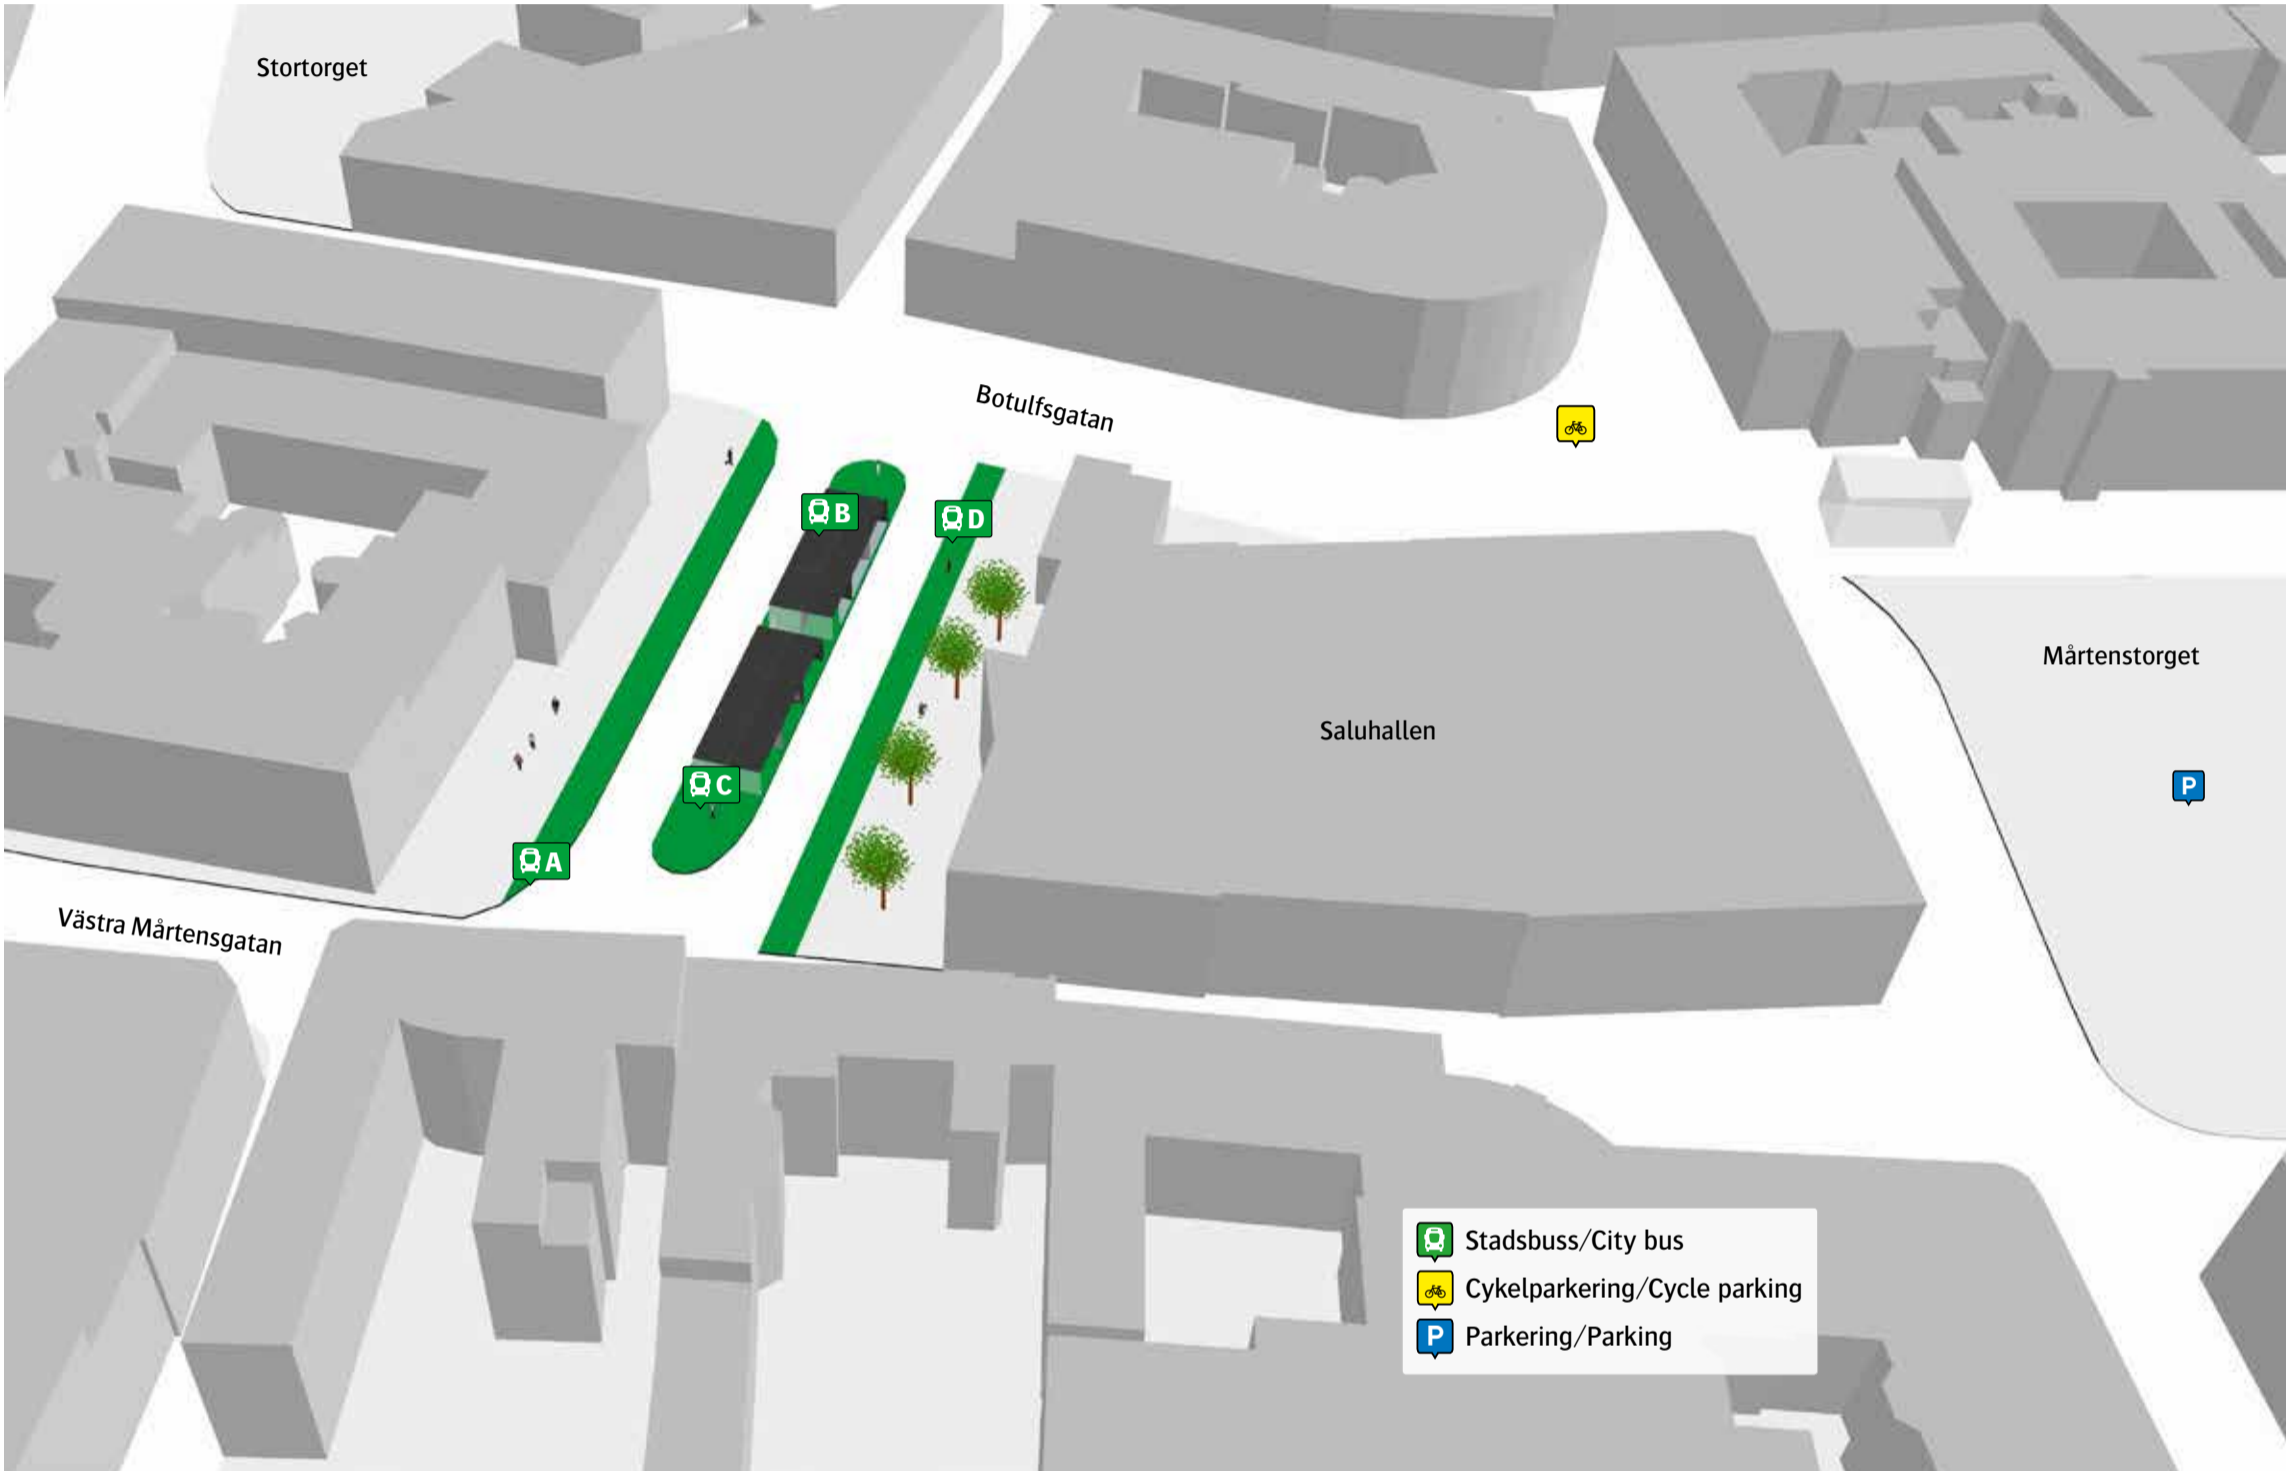 Stortorget
Botulfsgatan
B
D
Mårtenstorget
Saluhallen
P
C
A
Västra Mårtensgatan
Stadsbuss/City bus
Cykelparkering/Cycle parking
P Parkering/Parking